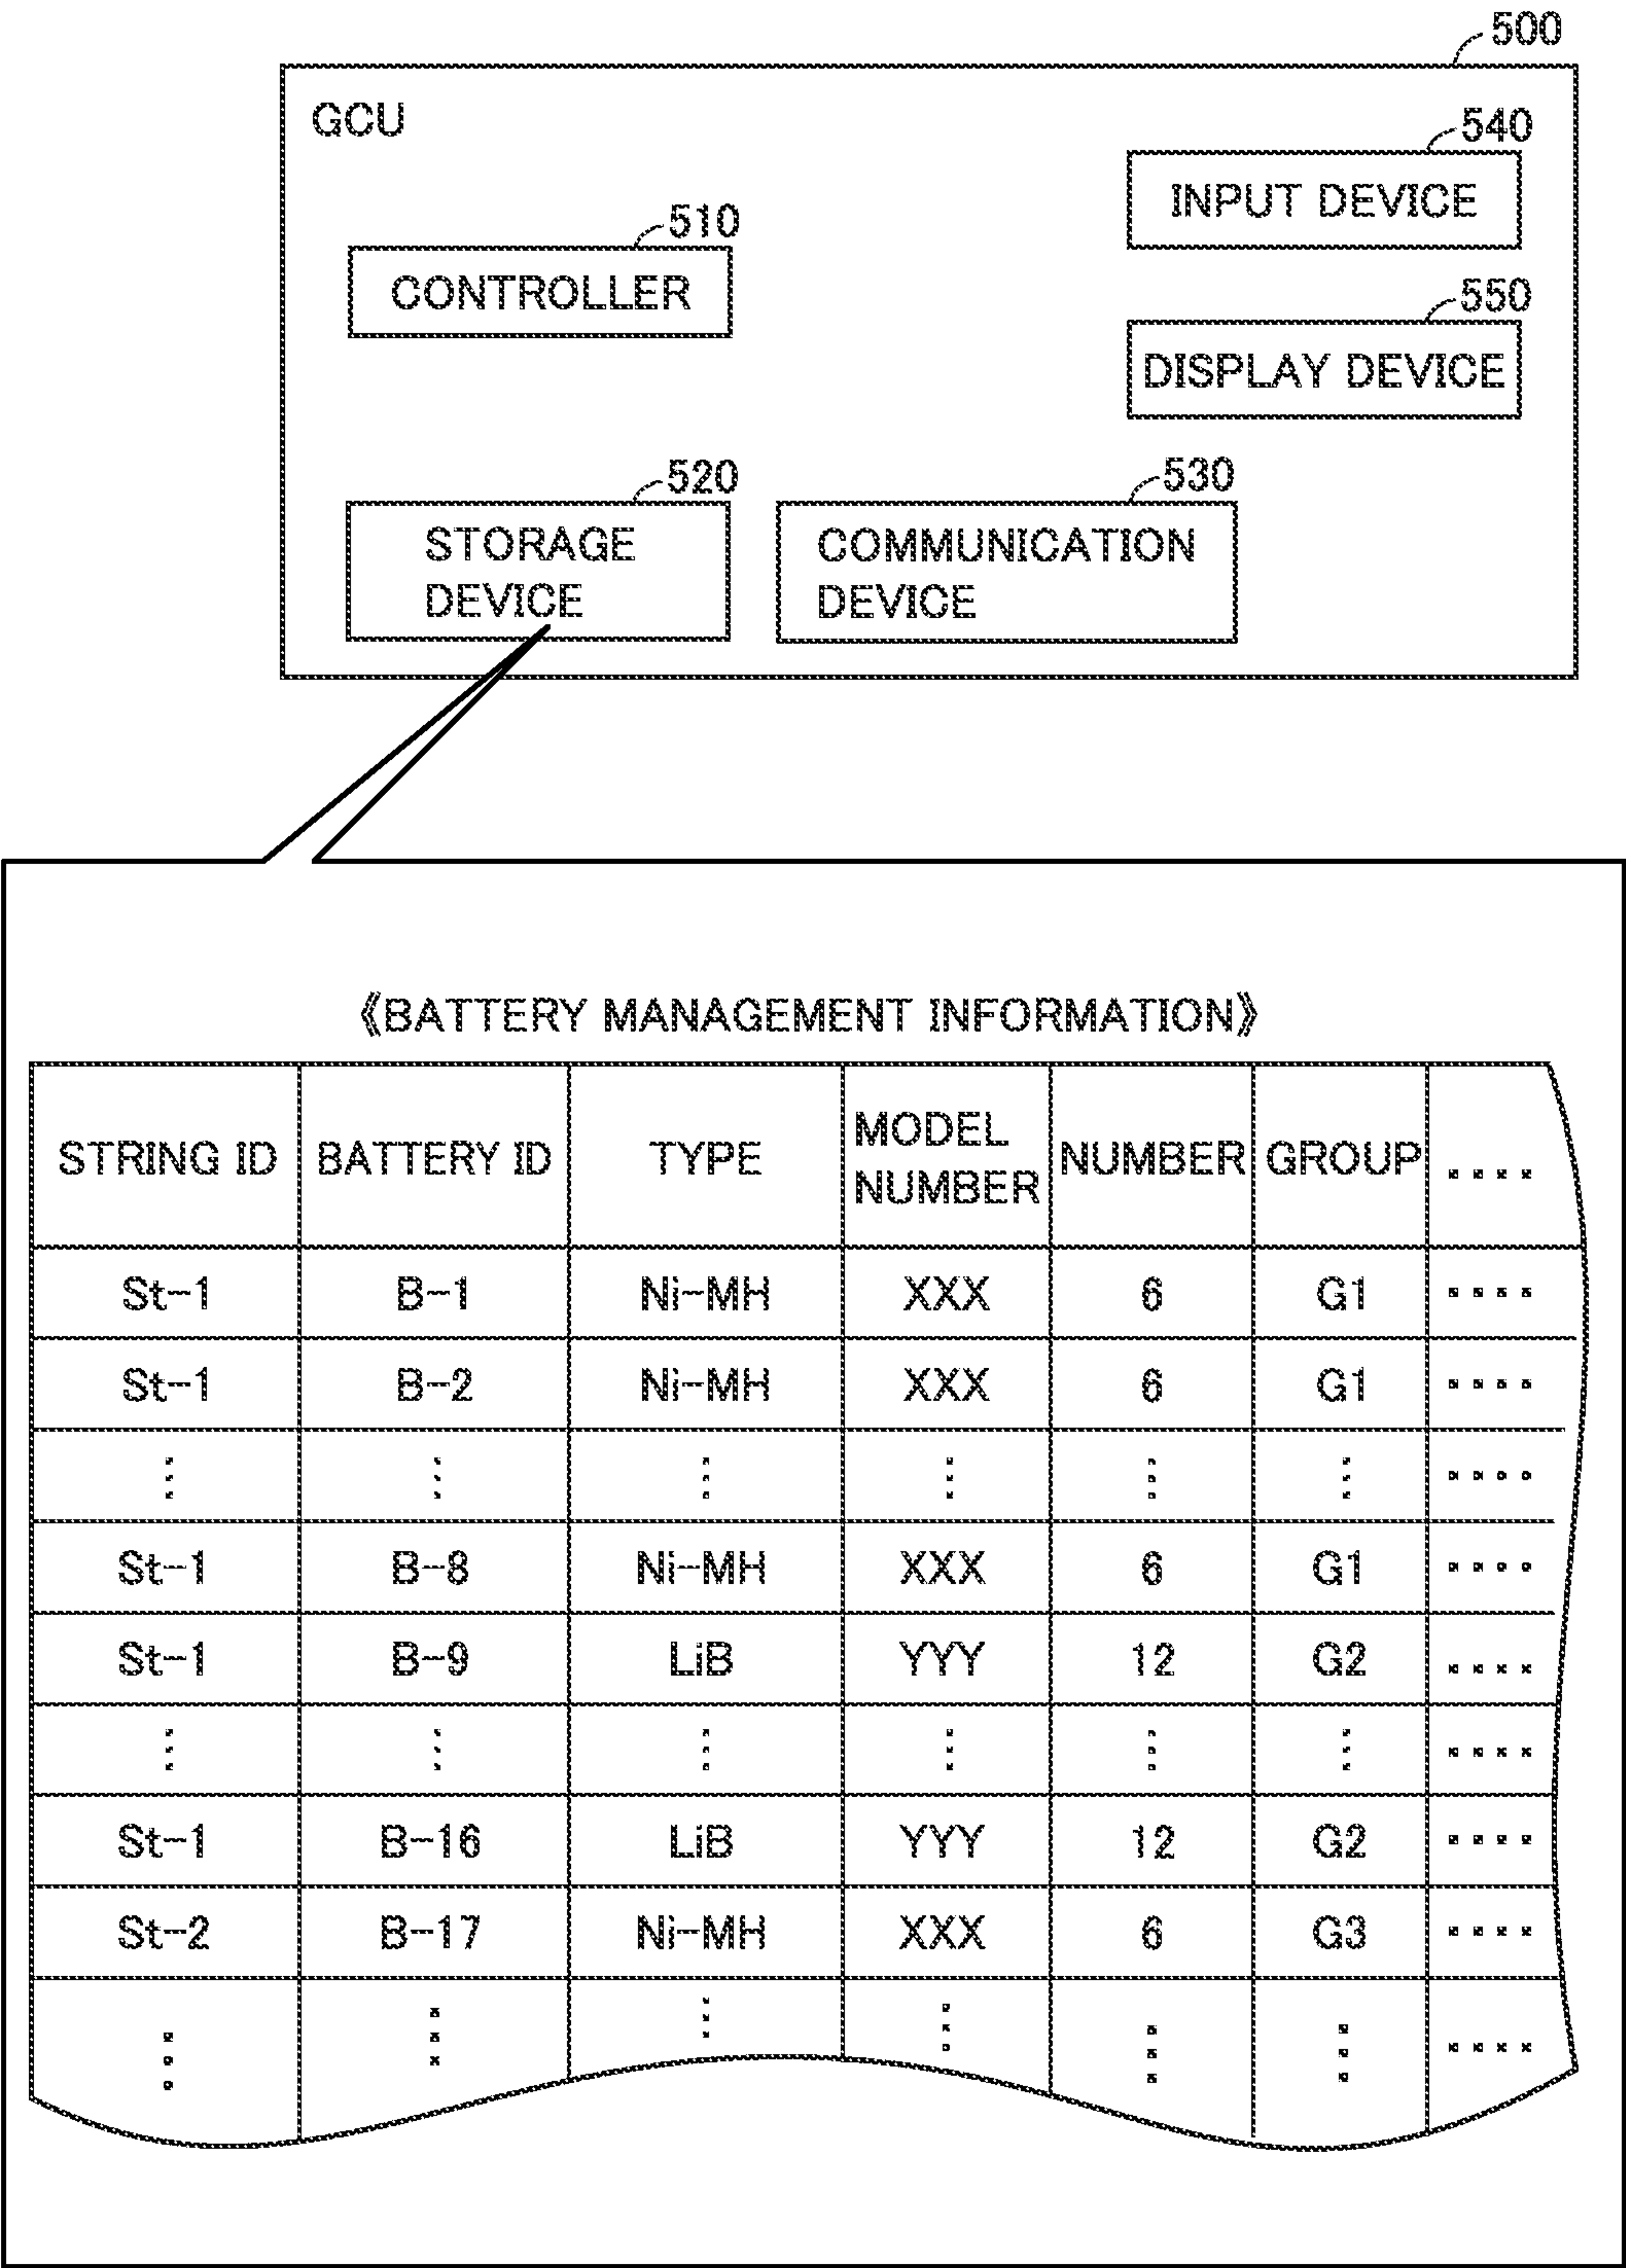 500
GCU
540
INPUT DEVICE
510
CONTROLLER
550
DISPLAY DEVICE
520
STORAGE
DEVICE
530
COMMUNICATION
DEVICE
《BATTERY MANAGEMENT INFORMATION》
STRING ID BATTERY ID TYPE MODEL NUMBER NUMBER GROUP ....
St-1 B-1 Ni-MH XXX 6 G1 ....
St-1 B-2 Ni-MH XXX 6 G1 ....
⋮ ⋮ ⋮ ⋮ ⋮ ⋮ ....
St-1 B-8 Ni-MH XXX 6 G1 ....
St-1 B-9 LiB YYY 12 G2 ....
⋮ ⋮ ⋮ ⋮ ⋮ ⋮ ....
St-1 B-16 LiB YYY 12 G2 ....
St-2 B-17 Ni-MH XXX 6 G3 ....
⋮ ⋮ ⋮ ⋮ ⋮ ⋮ ....